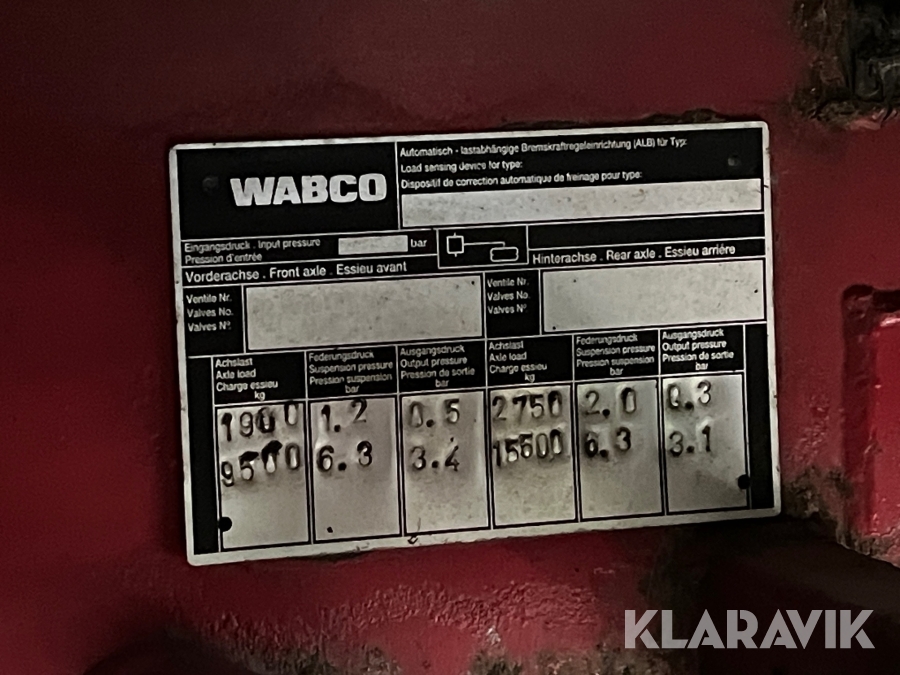 WABCO
Automatisch - lastabhängige Bremskraftregeleinrichtung (ALB) für Typ:
Load sensing device for type:
Dispositif de correction automatique de freinage pour type:
Eingangsdruck . Input pressure
Pression d'entrée
bar
Vorderachse . Front axle . Essieu avant
Hinterachse . Rear axle . Essieu arrière
Ventile Nr.
Valves No.
Valves N°
Ventile Nr.
Valves No.
Valves N°
Achslast
Axle load
Charge essieu
kg
Federungsdruck
Suspension pressure
Pression suspension
bar
Ausgangsdruck
Output pressure
Pression de sortie
bar
Achslast
Axle load
Charge essieu
kg
Federungsdruck
Suspension pressure
Pression suspension
bar
Ausgangsdruck
Output pressure
Pression de sortie
bar
1900 1.2 0.5 2750 2.0 0.3
9500 6.3 3.4 15500 6.3 3.1
KLARAVIK